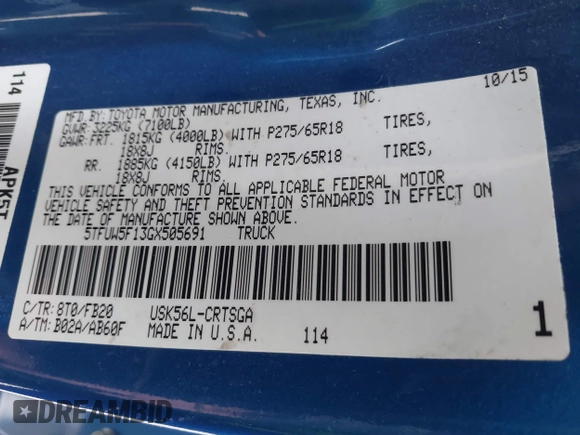 114
APK5T
10/15
MFD.BY:TOYOTA MOTOR MANUFACTURING, TEXAS, INC.
GVWR 3225KG (7100LB)
GAWR:FRT. 1815KG (4000LB) WITH P275/65R18 TIRES,
18X8J RIMS.
RR. 1885KG (4150LB) WITH P275/65R18 TIRES,
18X8J RIMS.
THIS VEHICLE CONFORMS TO ALL APPLICABLE FEDERAL MOTOR
VEHICLE SAFETY AND THEFT PREVENTION STANDARDS IN EFFECT ON
THE DATE OF MANUFACTURE SHOWN ABOVE.
5TFUW5F13GX505691 TRUCK
C/TR:8T0/FB20 USK56L-CRTSGA
A/TM:B02A/AB60F MADE IN U.S.A. 114
1
DREAMBID